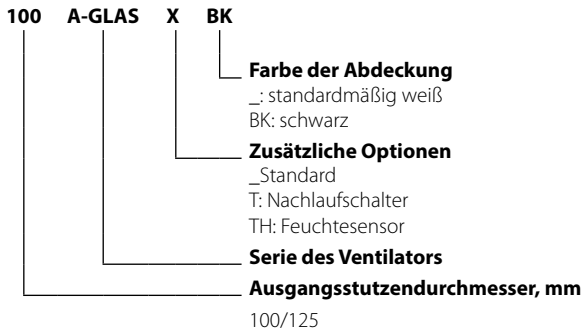 100 A-GLAS X BK
Farbe der Abdeckung
_: standardmäßig weiß
BK: schwarz
Zusätzliche Optionen
_Standard
T: Nachlaufschalter
TH: Feuchtesensor
Serie des Ventilators
Ausgangsstutzendurchmesser, mm
100/125